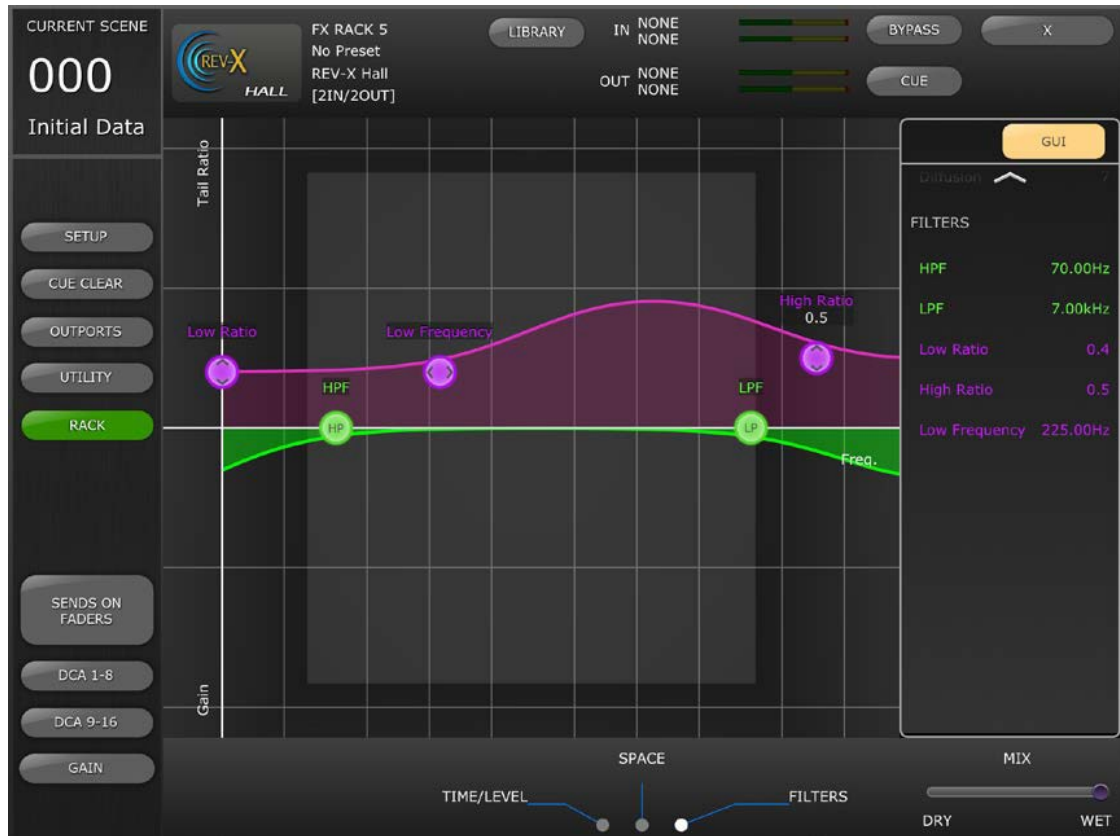 CURRENT SCENE
000
Initial Data
REV-X
HALL
FX RACK 5
No Preset
REV-X Hall
[2IN/2OUT]
LIBRARY
IN NONE
NONE
OUT NONE
NONE
BYPASS
X
CUE
SETUP
CUE CLEAR
OUTPORTS
UTILITY
RACK
SENDS ON
FADERS
DCA 1-8
DCA 9-16
GAIN
Tail Ratio
Low Ratio
Low Frequency
High Ratio
0.5
HPF
HP
LPF
LP
Freq.
Gain
GUI
Diffusion 7
FILTERS
HPF 70.00Hz
LPF 7.00kHz
Low Ratio 0.4
High Ratio 0.5
Low Frequency 225.00Hz
SPACE
TIME/LEVEL
FILTERS
MIX
DRY WET